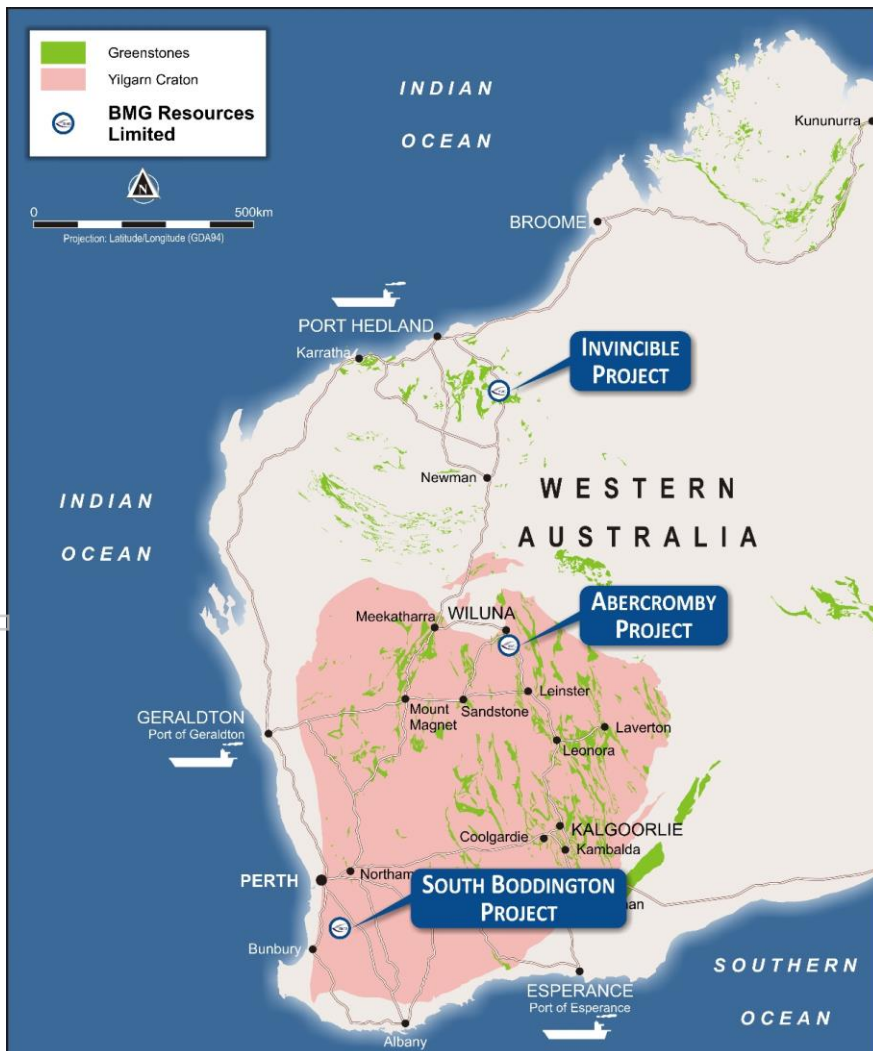 Greenstones
Yilgarn Craton
BMG Resources
Limited
N
0 500km
Projection: Latitude/Longitude (GDA94)
INDIAN
OCEAN
Kununurra
BROOME
PORT HEDLAND
Karratha
INVINCIBLE
PROJECT
Newman
WESTERN
AUSTRALIA
INDIAN
OCEAN
Meekatharra
WILUNA
ABERCROMBY
PROJECT
Mount
Magnet
Sandstone
Leinster
GERALDTON
Port of Geraldton
Laverton
Leonora
Coolgardie
KALGOORLIE
Kambalda
PERTH
Northam
SOUTH BODDINGTON
PROJECT
man
Bunbury
SOUTHERN
OCEAN
ESPERANCE
Port of Esperance
Albany